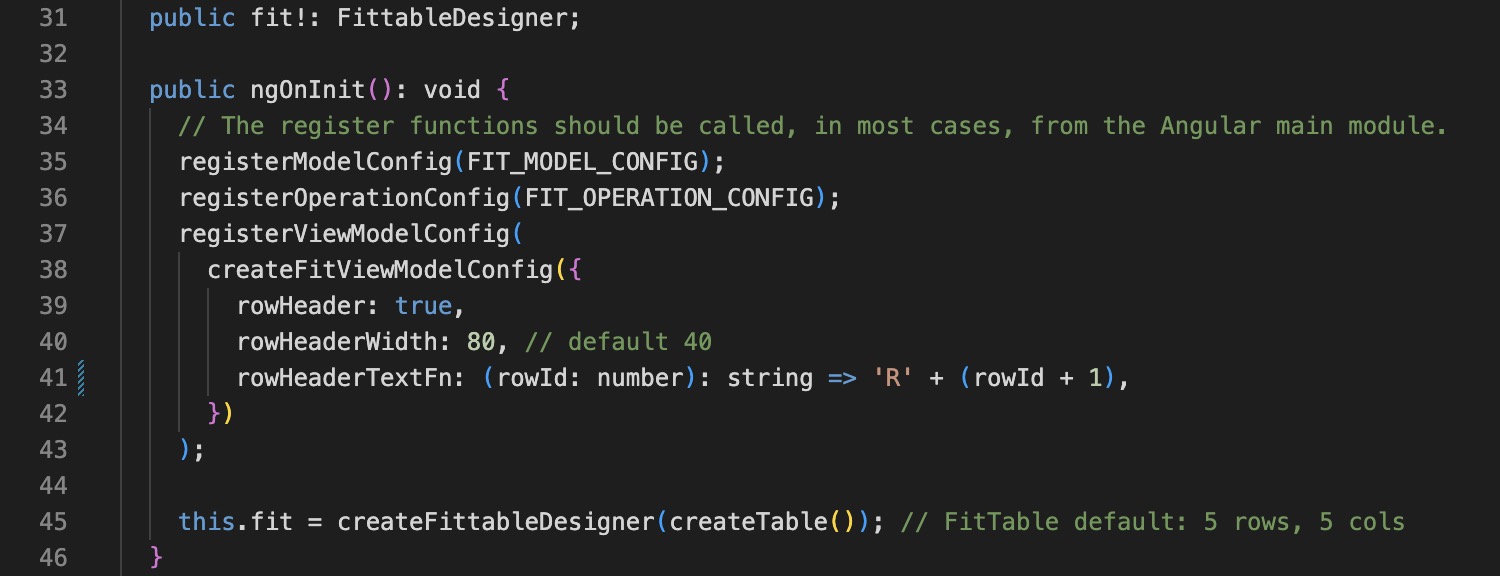 31 public fit!: FittableDesigner;
32
33 public ngOnInit(): void {
34 // The register functions should be called, in most cases, from the Angular main module.
35 registerModelConfig(FIT_MODEL_CONFIG);
36 registerOperationConfig(FIT_OPERATION_CONFIG);
37 registerViewModelConfig(
38 createFitViewModelConfig({
39 rowHeader: true,
40 rowHeaderWidth: 80, // default 40
41 rowHeaderTextFn: (rowId: number): string => 'R' + (rowId + 1),
42 })
43 );
44
45 this.fit = createFittableDesigner(createTable()); // FitTable default: 5 rows, 5 cols
46 }